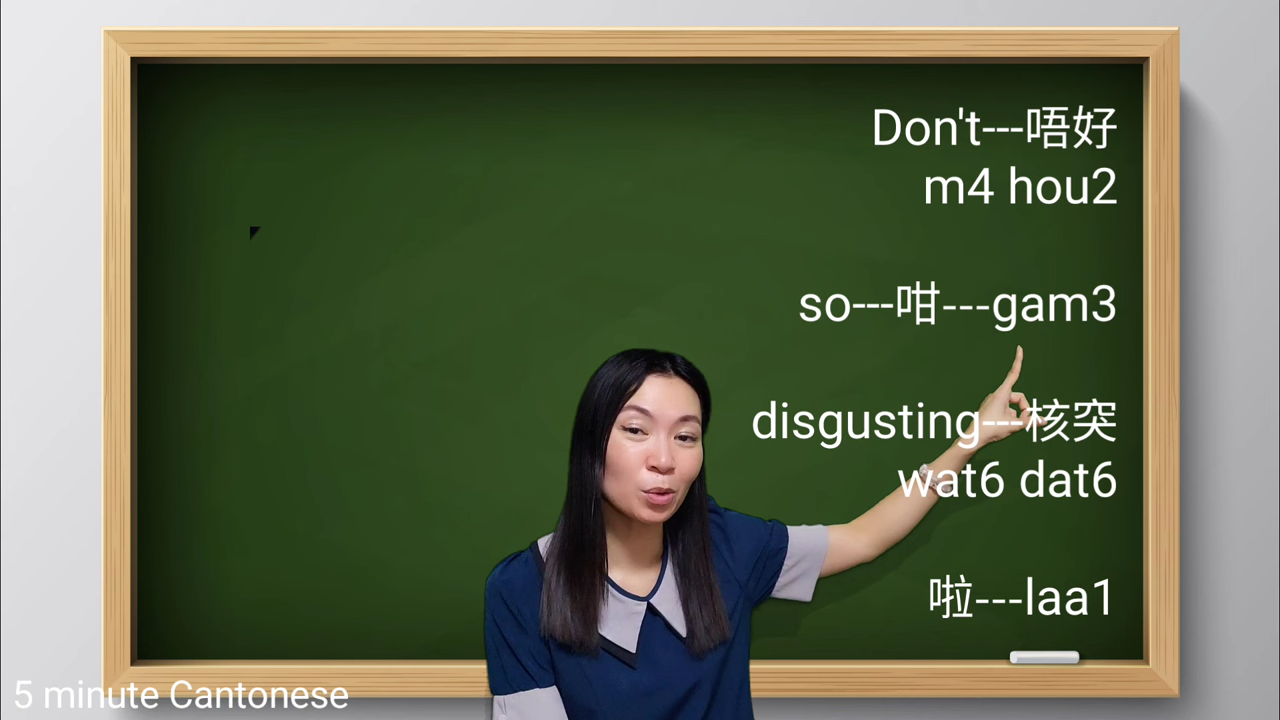 Don't---唔好
m4 hou2
so---咁---gam3
disgusting---核突
wat6 dat6
啦---laa1
5 minute Cantonese